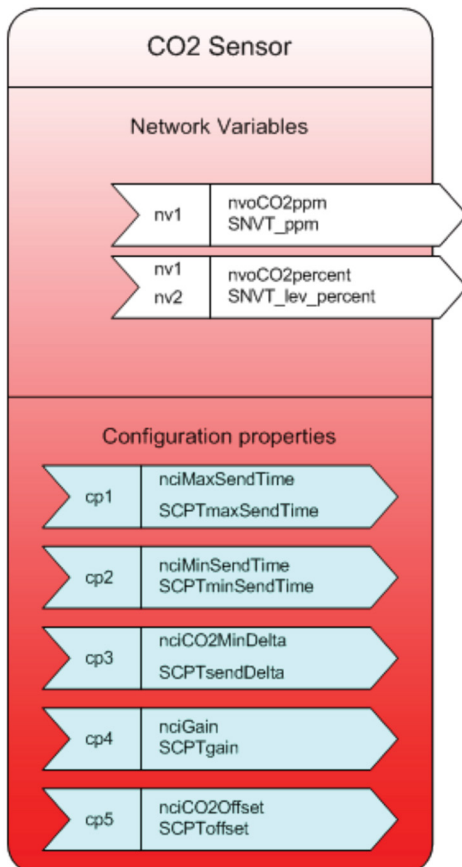 CO2 Sensor
Network Variables
nv1
nvoCO2ppm
SNVT_ppm
nv1
nv2
nvoCO2percent
SNVT_lev_percent
Configuration properties
cp1
nciMaxSendTime
SCPTmaxSendTime
cp2
nciMinSendTime
SCPTminSendTime
cp3
nciCO2MinDelta
SCPTsendDelta
cp4
nciGain
SCPTgain
cp5
nciCO2Offset
SCPToffset